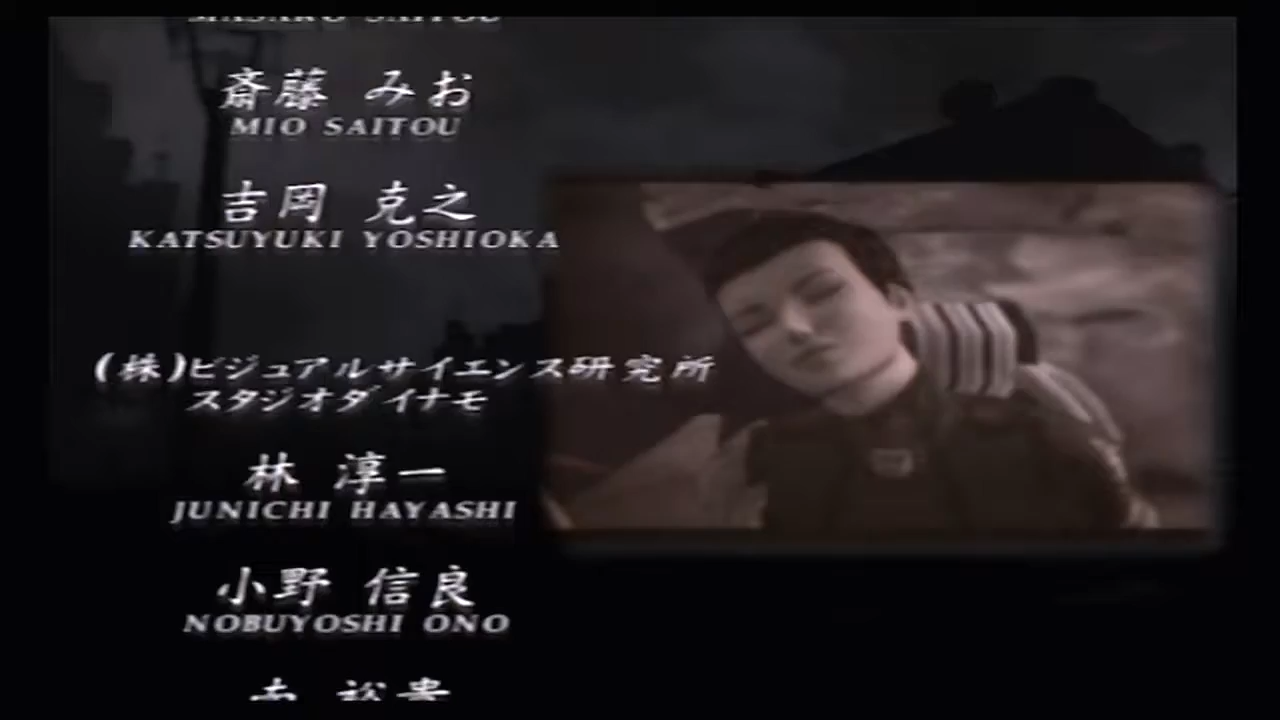 MASARU SAITOU
斎藤 みお
MIO SAITOU
吉岡 克之
KATSUYUKI YOSHIOKA
(株)ビジュアルサイエンス研究所
スタジオダイナモ
林 淳一
JUNICHI HAYASHI
小野 信良
NOBUYOSHI ONO